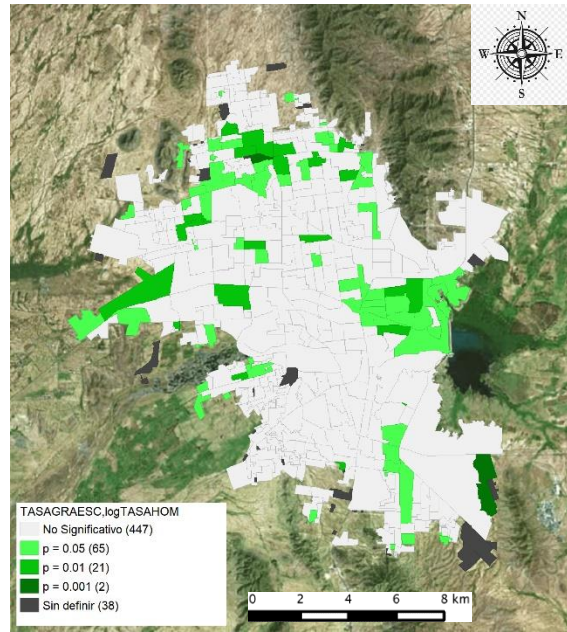 N
W E
S
TASAGRAESC,logTASAHOM
No Significativo (447)
p = 0.05 (65)
p = 0.01 (21)
p = 0.001 (2)
Sin definir (38)
0 2 4 6 8 km